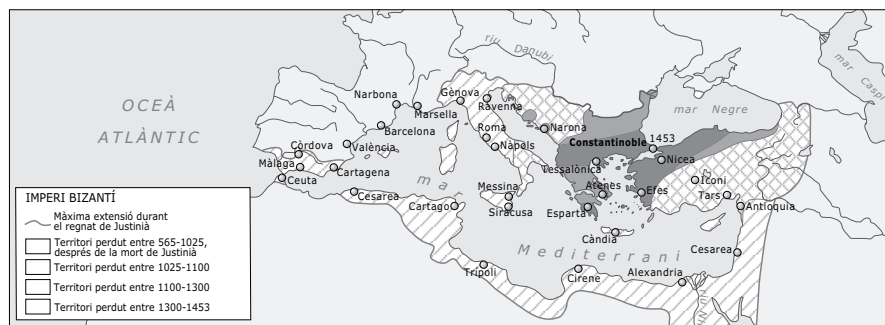 riu Danubi
mar Caspi
OCEÀ
ATLÀNTIC
mar Negre
Narbona
Gènova
Ravenna
Marsella
Barcelona
Roma
Narona
Constantinoble
1453
Nàpols
Nicea
Còrdova
València
Tessalònica
Màlaga
Cartagena
Atenes
Efes
Iconi
Tars
Ceuta
Messina
Cesarea
Cartago
Siracusa
Esparta
Antioquia
mar
Mediterrani
Càndia
Cesarea
Trípoli
Cirene
Alexandria
riu Ni
IMPERI BIZANTÍ
Màxima extensió durant
el regnat de Justinià
Territori perdut entre 565-1025,
després de la mort de Justinià
Territori perdut entre 1025-1100
Territori perdut entre 1100-1300
Territori perdut entre 1300-1453